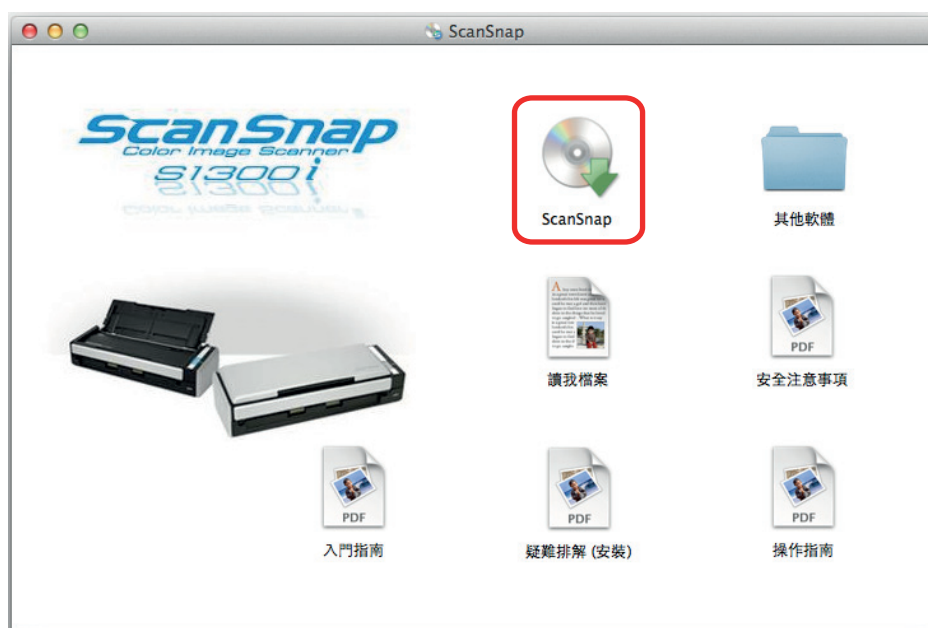 ScanSnap
ScanSnap
Color Image Scanner
S1300i
ScanSnap
其他軟體
讀我檔案
PDF
安全注意事項
PDF
入門指南
PDF
疑難排解 (安裝)
PDF
操作指南